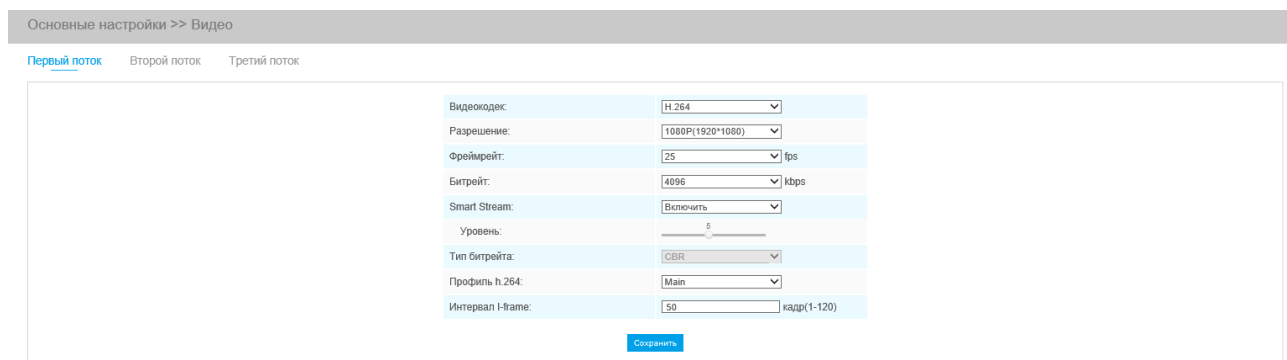 Основные настройки >> Видео
Первый поток Второй поток Третий поток
Видеокодек: H.264
Разрешение: 1080P(1920*1080)
Фреймрейт: 25 fps
Битрейт: 4096 kbps
Smart Stream: Включить
Уровень: 5
Тип битрейта: CBR
Профиль h.264: Main
Интервал I-frame: 50 кадр(1-120)
Сохранить